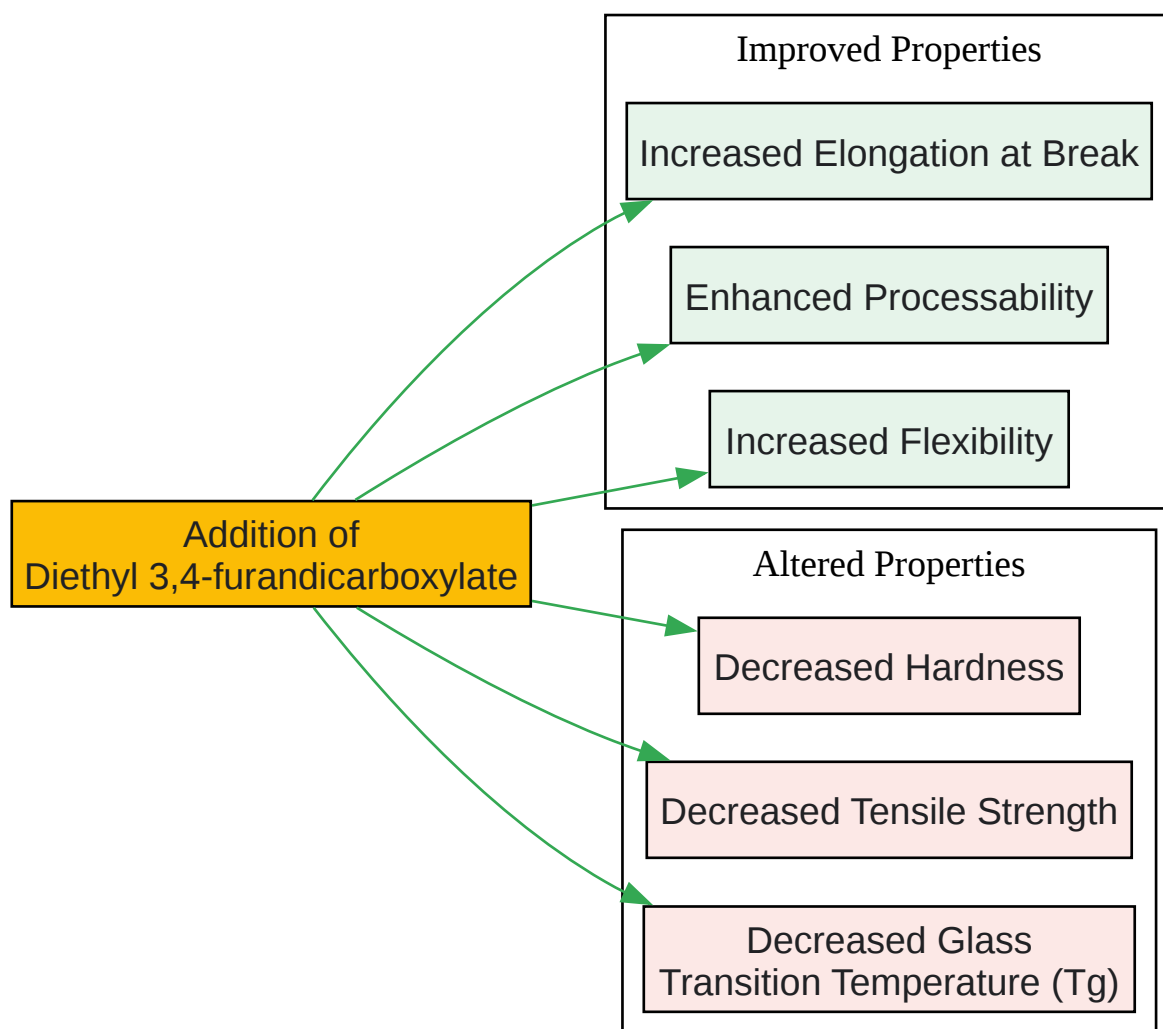 Improved Properties
Increased Elongation at Break
Enhanced Processability
Increased Flexibility
Addition of
Diethyl 3,4-furandicarboxylate
Altered Properties
Decreased Hardness
Decreased Tensile Strength
Decreased Glass
Transition Temperature (Tg)